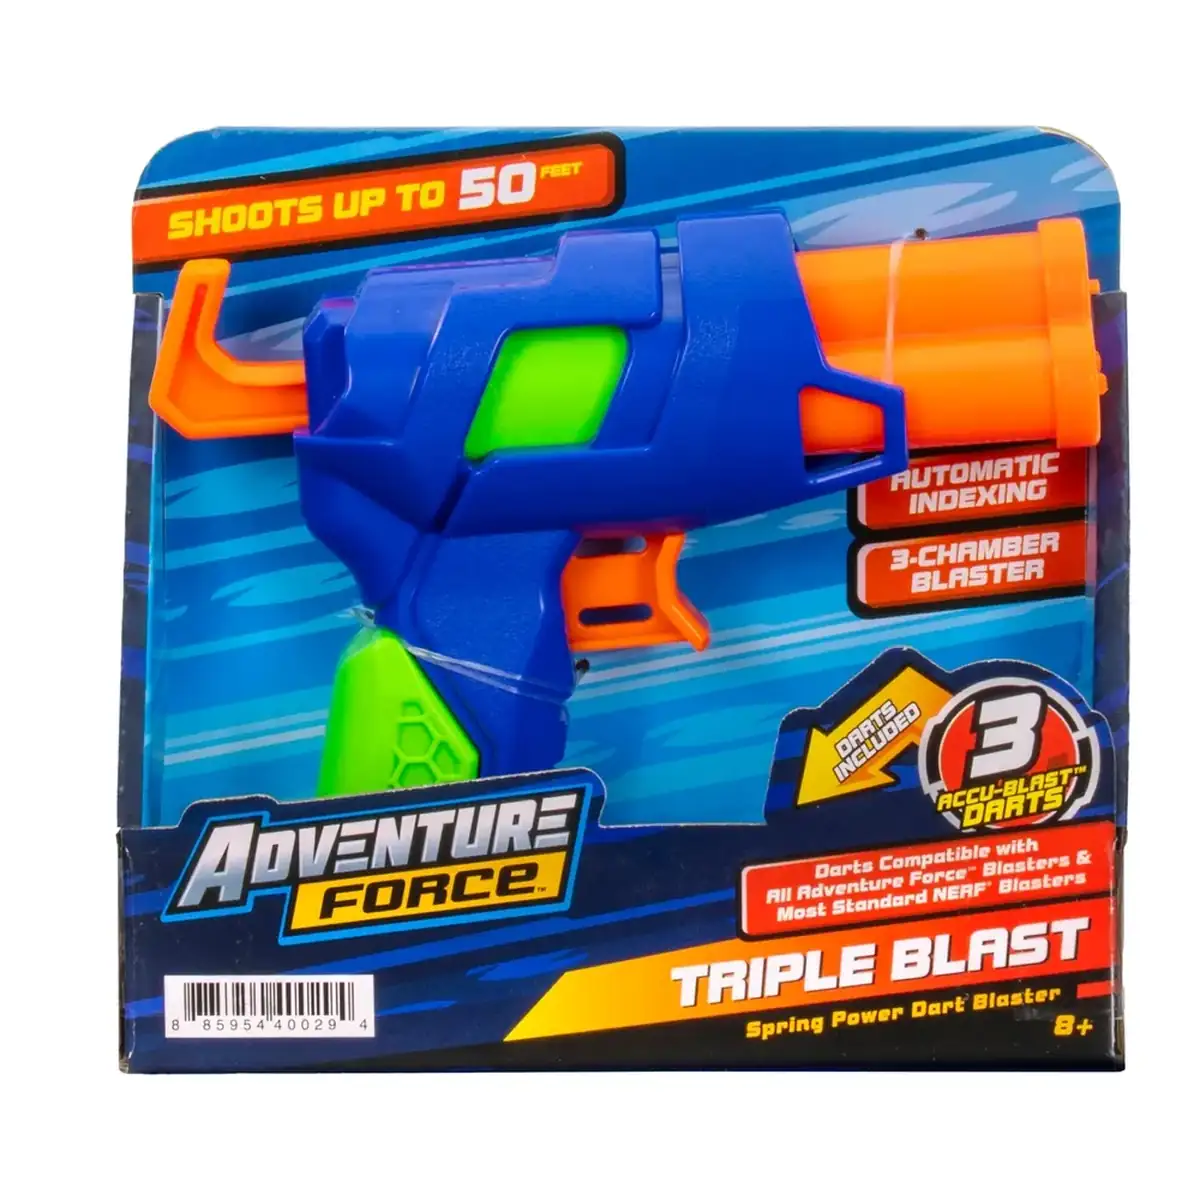 SHOOTS UP TO 50 FEET
AUTOMATIC
INDEXING
3-CHAMBER
BLASTER
DARTS
INCLUDED
3
ACCU-BLAST™
DARTS
ADVENTURE
FORCE™
Darts Compatible with
All Adventure Force™ Blasters &
Most Standard NERF® Blasters
TRIPLE BLAST
Spring Power Dart Blaster
8+
8 85954 40029 4